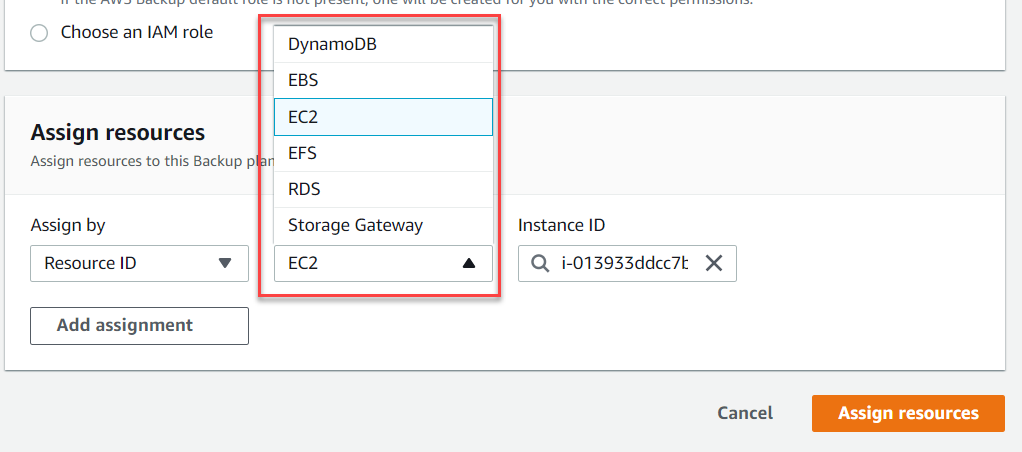 If the AWS Backup default role is not present, one will be created for you with the correct permissions.
Choose an IAM role
DynamoDB
EBS
EC2
EFS
RDS
Storage Gateway
Assign resources
Assign resources to this Backup plan
Assign by
Instance ID
Resource ID
EC2
i-013933ddcc7b
Add assignment
Cancel
Assign resources